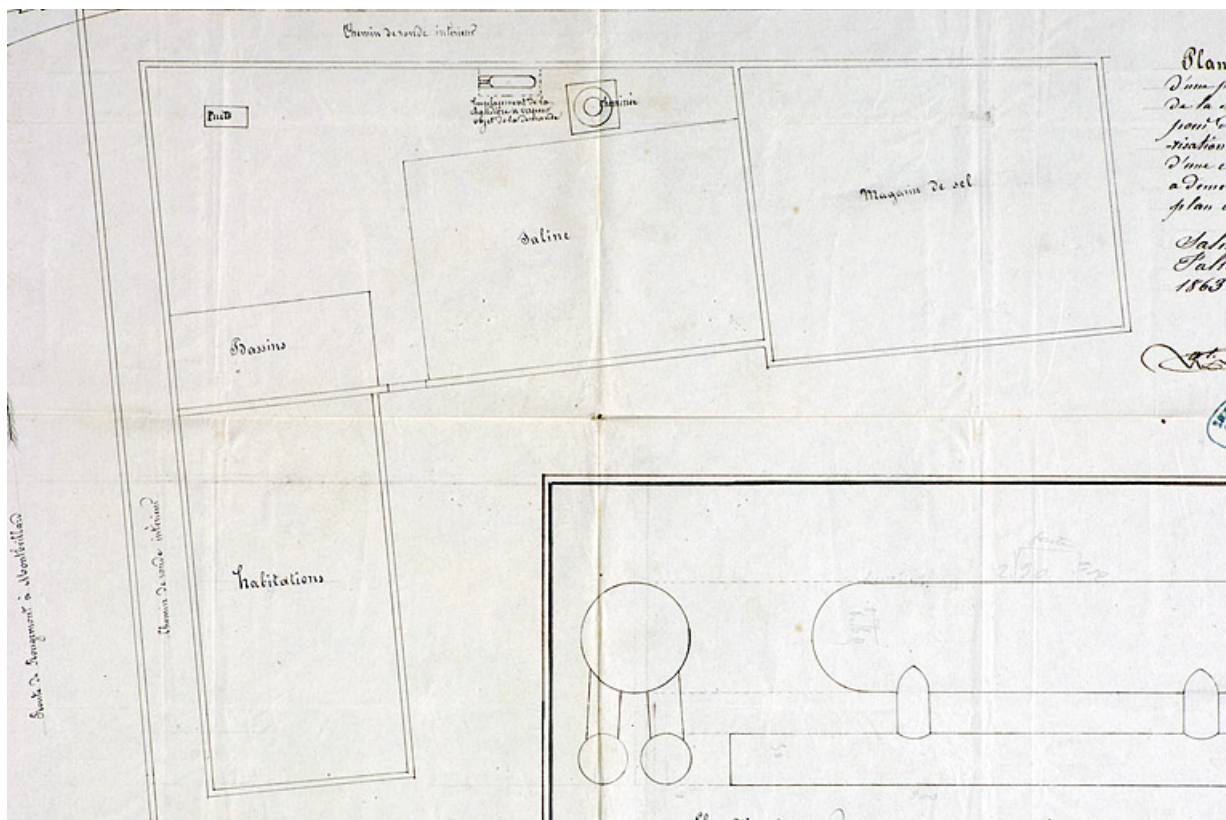 Chemin de ronde intérieur
Puits
Emplacement de la
chaudière à vapeur
objet de la demande
Cheminée
Saline
Magasin de sel
Bassins
habitations
Chemin de ronde intérieur
Route de Rougemont à Montbéliard
Plan
d'une p
de la
pour
-risation
d'une c
a deme
plan
Sali
1863